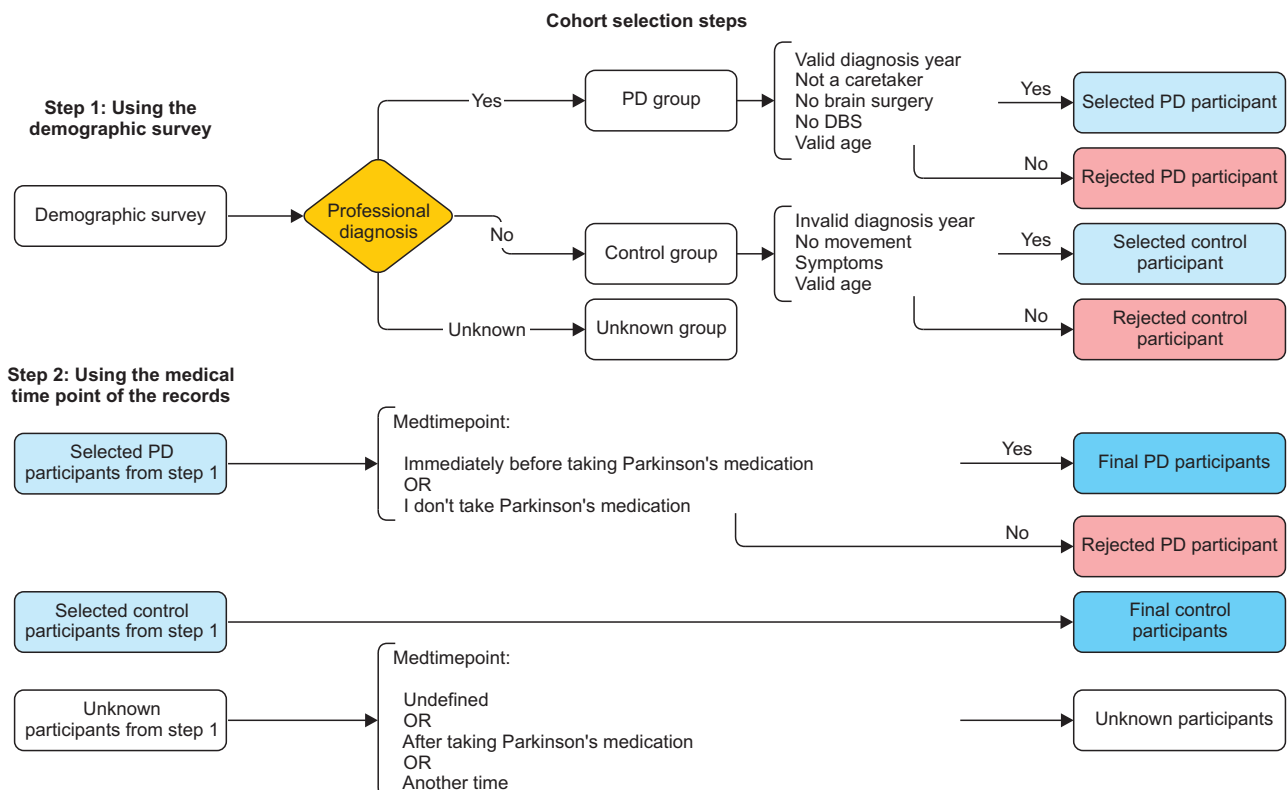 Cohort selection steps
Step 1: Using the
demographic survey
Demographic survey
Professional
diagnosis
Yes
PD group
Valid diagnosis year
Not a caretaker
No brain surgery
No DBS
Valid age
Yes
Selected PD participant
No
Rejected PD participant
No
Control group
Invalid diagnosis year
No movement
Symptoms
Valid age
Yes
Selected control
participant
No
Rejected control
participant
Unknown
Unknown group
Step 2: Using the medical
time point of the records
Selected PD
participants from step 1
Medtimepoint:
Immediately before taking Parkinson's medication
OR
I don't take Parkinson's medication
Yes
Final PD participants
No
Rejected PD participant
Selected control
participants from step 1
Final control
participants
Unknown
participants from step 1
Medtimepoint:
Undefined
OR
After taking Parkinson's medication
OR
Another time
Unknown participants